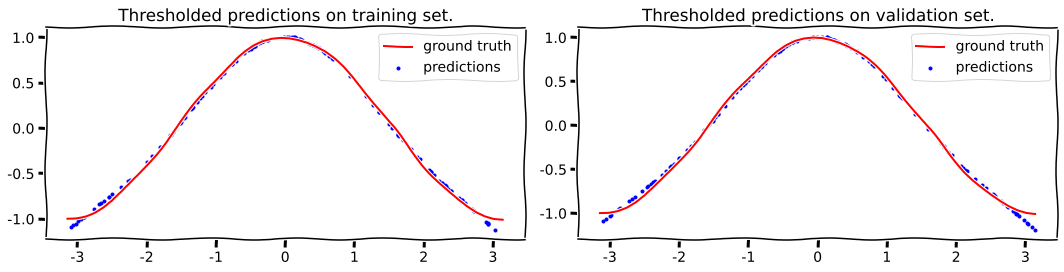 Thresholded predictions on training set.
1.0
0.5
0.0
-0.5
-1.0
-3 -2 -1 0 1 2 3
ground truth
predictions
Thresholded predictions on validation set.
1.0
0.5
0.0
-0.5
-1.0
-3 -2 -1 0 1 2 3
ground truth
predictions